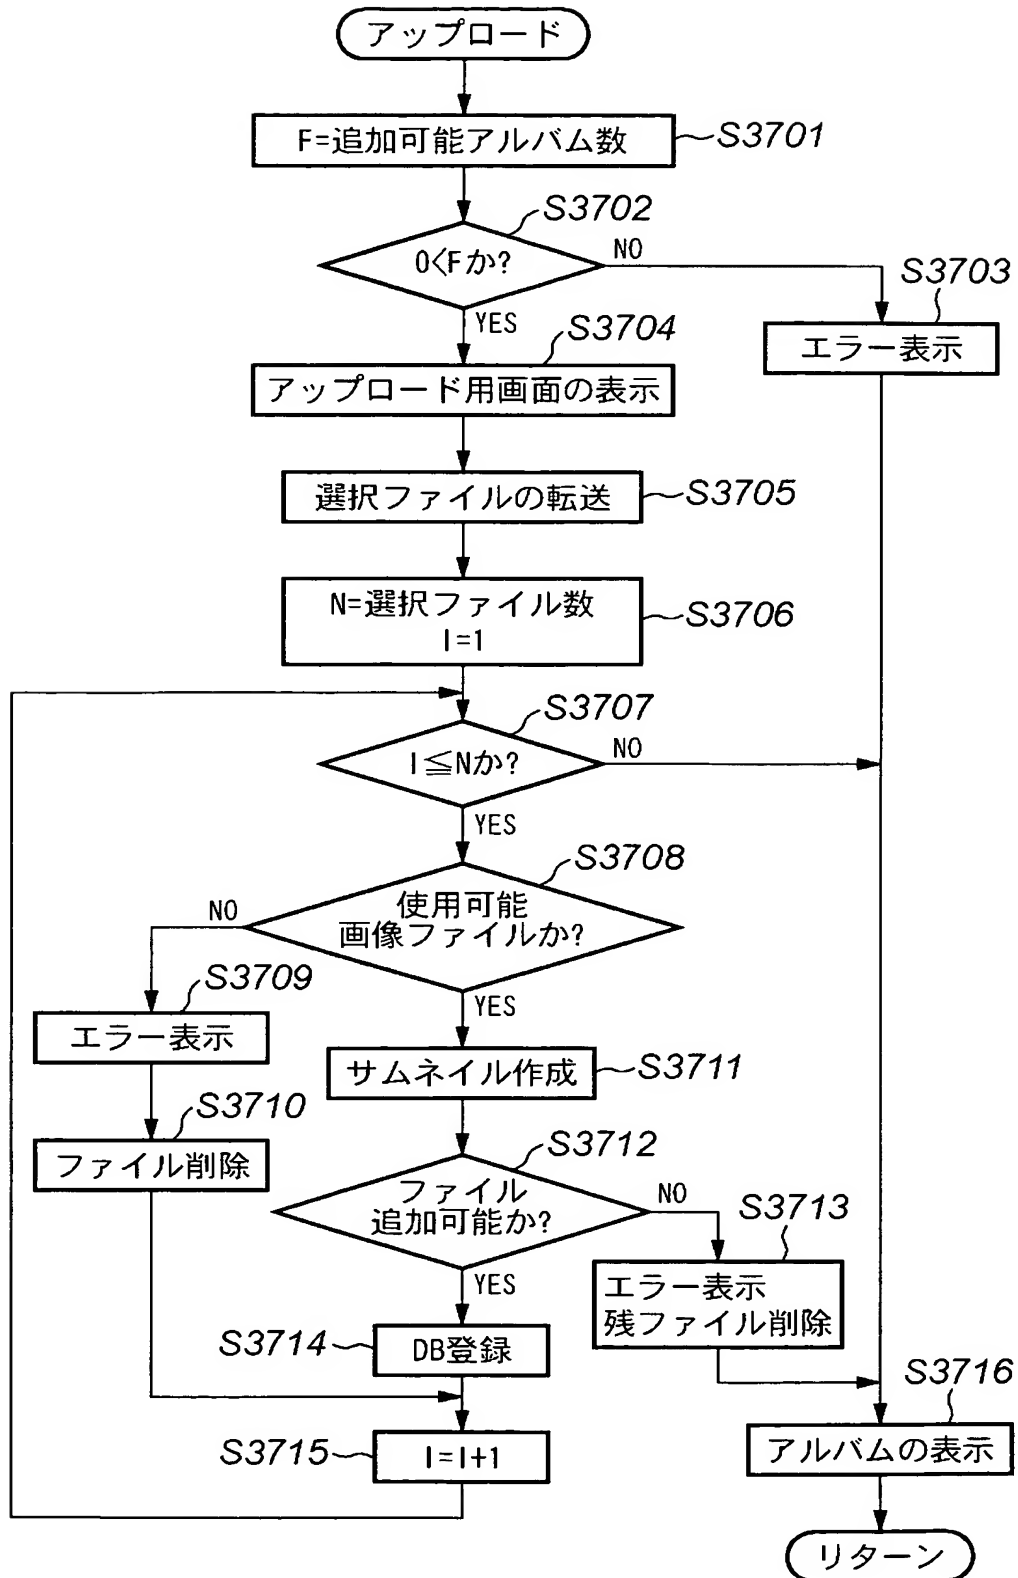 アップロード
F=追加可能アルバム数
S3701
S3702
0<Fか?
NO
S3703
エラー表示
YES
S3704
アップロード用画面の表示
選択ファイルの転送
S3705
N=選択ファイル数
I=1
S3706
S3707
I≦Nか?
NO
YES
S3708
使用可能
画像ファイルか?
NO
S3709
エラー表示
YES
サムネイル作成
S3711
S3710
ファイル削除
S3712
ファイル
追加可能か?
NO
S3713
エラー表示
残ファイル削除
YES
S3714
DB登録
S3716
アルバムの表示
S3715
I=I+1
リターン